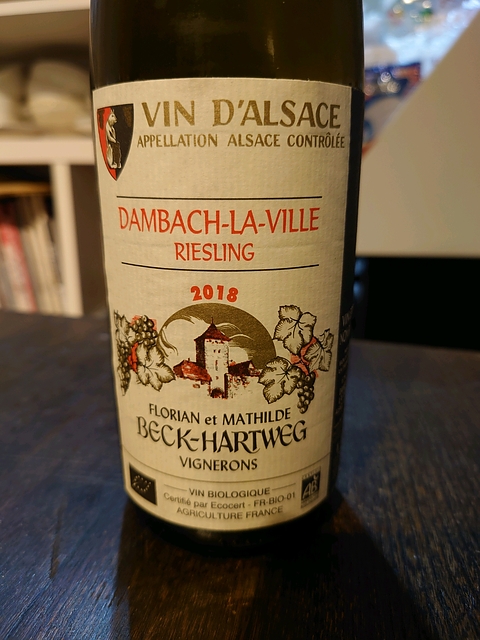 VIN D'ALSACE
APPELLATION ALSACE CONTRÔLÉE
DAMBACH-LA-VILLE
RIESLING
2018
FLORIAN et MATHILDE
BECK-HARTWEG
VIGNERONS
VIN BIOLOGIQUE
Certifié par Ecocert - FR-BIO-01
AGRICULTURE FRANCE
AB